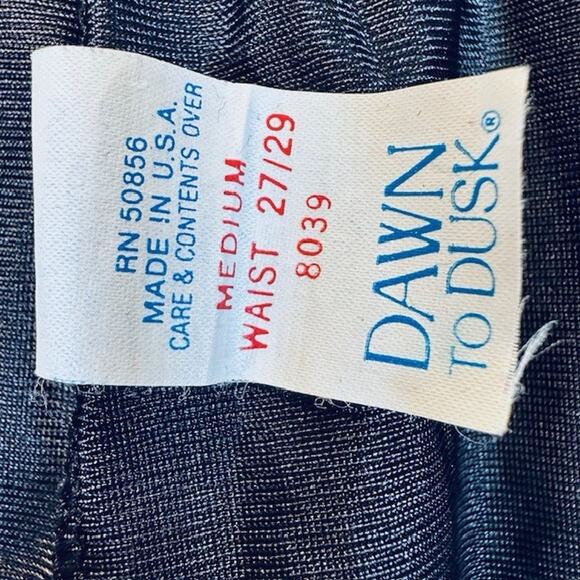 DAWN
TO DUSK®
8039
WAIST 27/29
MEDIUM
CARE & CONTENTS OVER
MADE IN U.S.A.
RN 50856